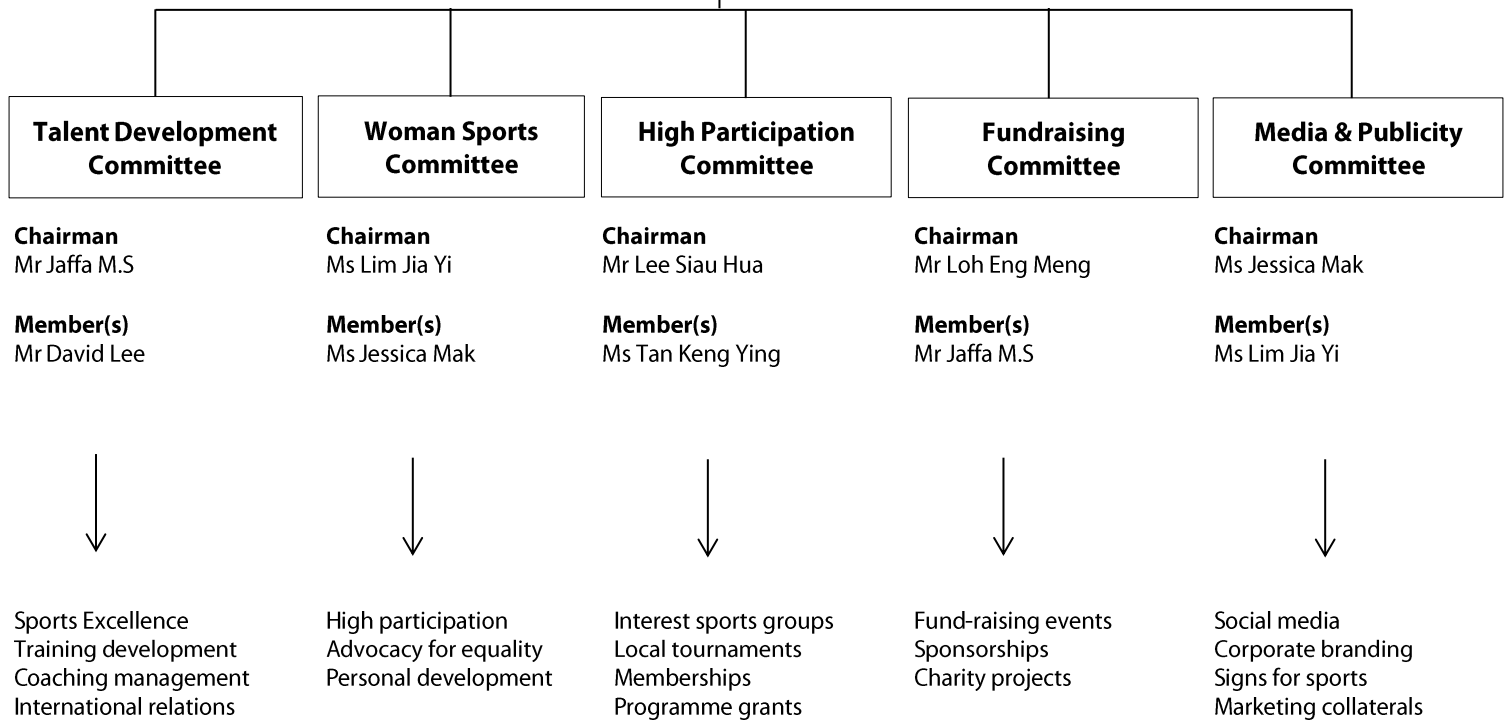 Talent Development
Committee
Chairman
Mr Jaffa M.S
Member(s)
Mr David Lee
Sports Excellence
Training development
Coaching management
International relations
Woman Sports
Committee
Chairman
Ms Lim Jia Yi
Member(s)
Ms Jessica Mak
High participation
Advocacy for equality
Personal development
High Participation
Committee
Chairman
Mr Lee Siau Hua
Member(s)
Ms Tan Keng Ying
Interest sports groups
Local tournaments
Memberships
Programme grants
Fundraising
Committee
Chairman
Mr Loh Eng Meng
Member(s)
Mr Jaffa M.S
Fund-raising events
Sponsorships
Charity projects
Media & Publicity
Committee
Chairman
Ms Jessica Mak
Member(s)
Ms Lim Jia Yi
Social media
Corporate branding
Signs for sports
Marketing collaterals